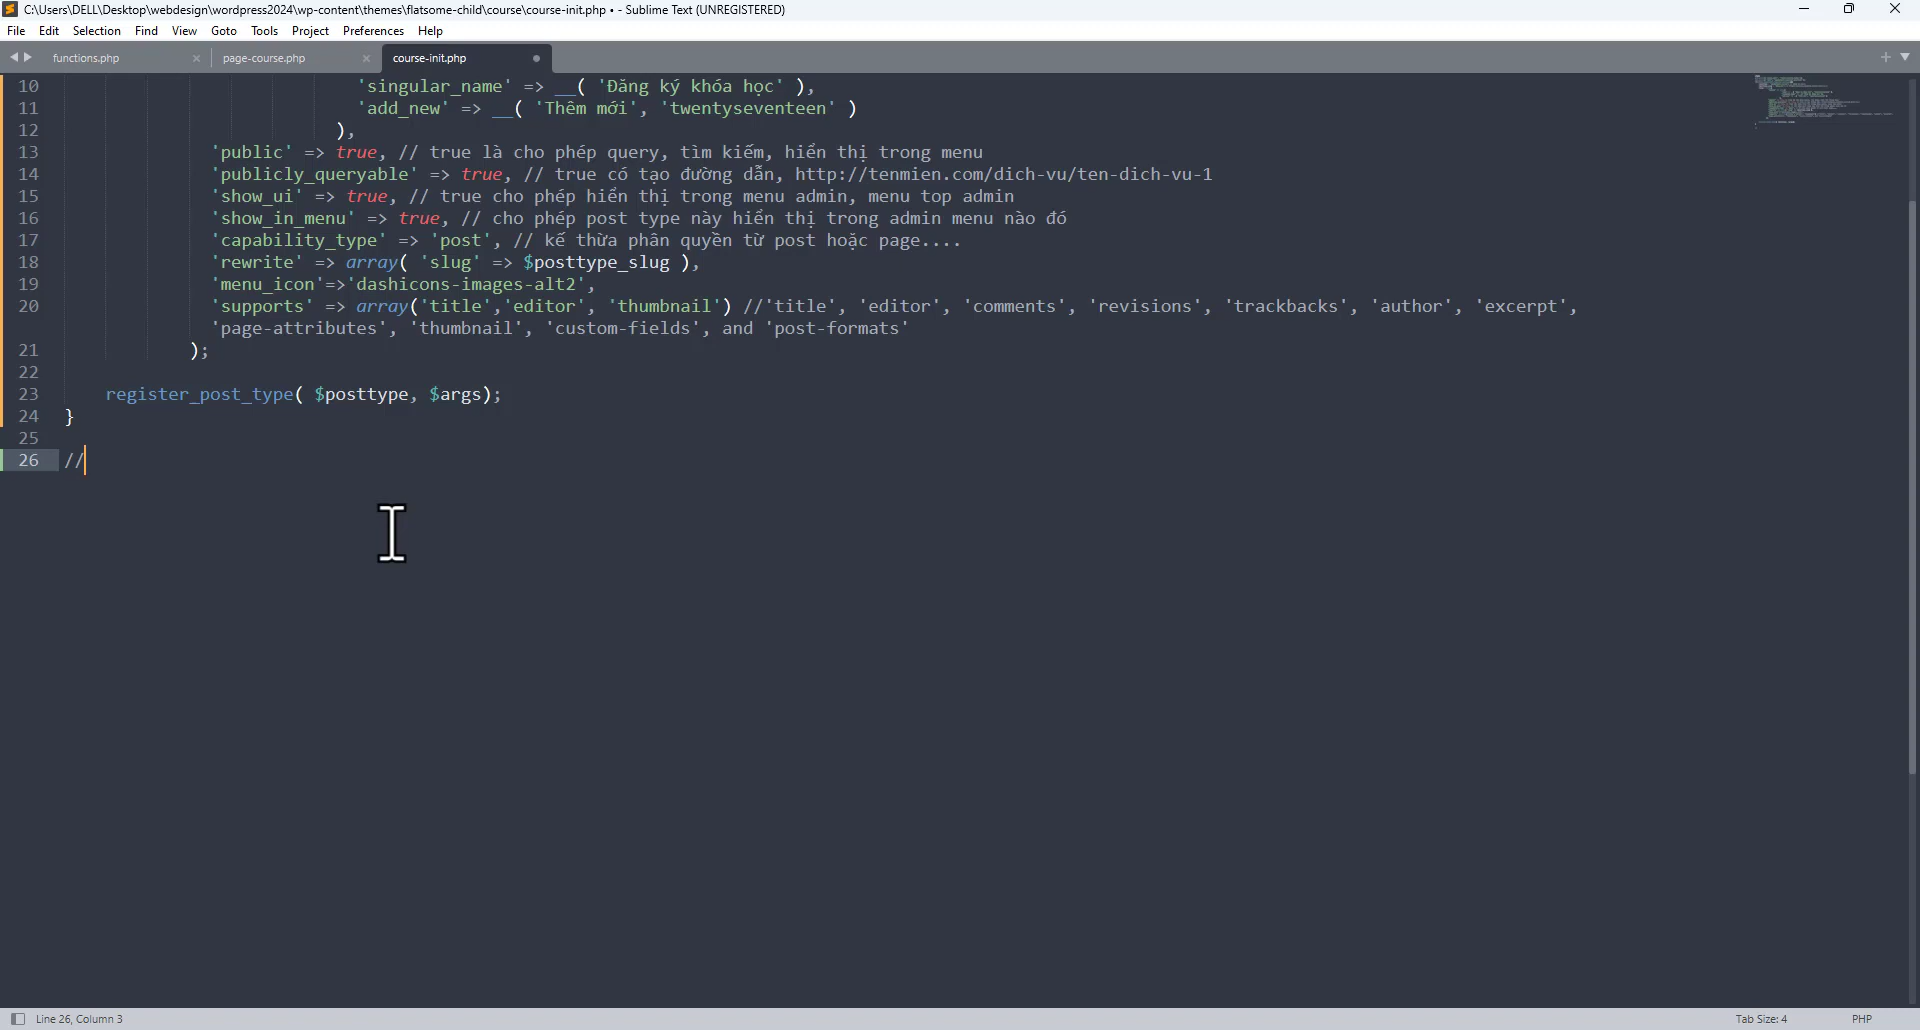 C:\Users\DELL\Desktop\webdesign\wordpress2024\wp-content\themes\flatsome-child\course\course-init.php • - Sublime Text (UNREGISTERED)
File Edit Selection Find View Goto Tools Project Preferences Help
functions.php page-course.php course-init.php
10 'singular_name' => __( 'Đăng ký khóa học' ),
11 'add_new' => __( 'Thêm mới', 'twentyseventeen' )
12 ),
13 'public' => true, // true là cho phép query, tìm kiếm, hiển thị trong menu
14 'publicly_queryable' => true, // true có tạo đường dẫn, http://tenmien.com/dich-vu/ten-dich-vu-1
15 'show_ui' => true, // true cho phép hiển thị trong menu admin, menu top admin
16 'show_in_menu' => true, // cho phép post type này hiển thị trong admin menu nào đó
17 'capability_type' => 'post', // kế thừa phân quyền từ post hoặc page....
18 'rewrite' => array( 'slug' => $posttype_slug ),
19 'menu_icon'=>'dashicons-images-alt2',
20 'supports' => array('title','editor', 'thumbnail') //'title', 'editor', 'comments', 'revisions', 'trackbacks', 'author', 'excerpt',
'page-attributes', 'thumbnail', 'custom-fields', and 'post-formats'
21 );
22
23 register_post_type( $posttype, $args);
24 }
25
26 //
Line 26, Column 3 Tab Size: 4 PHP